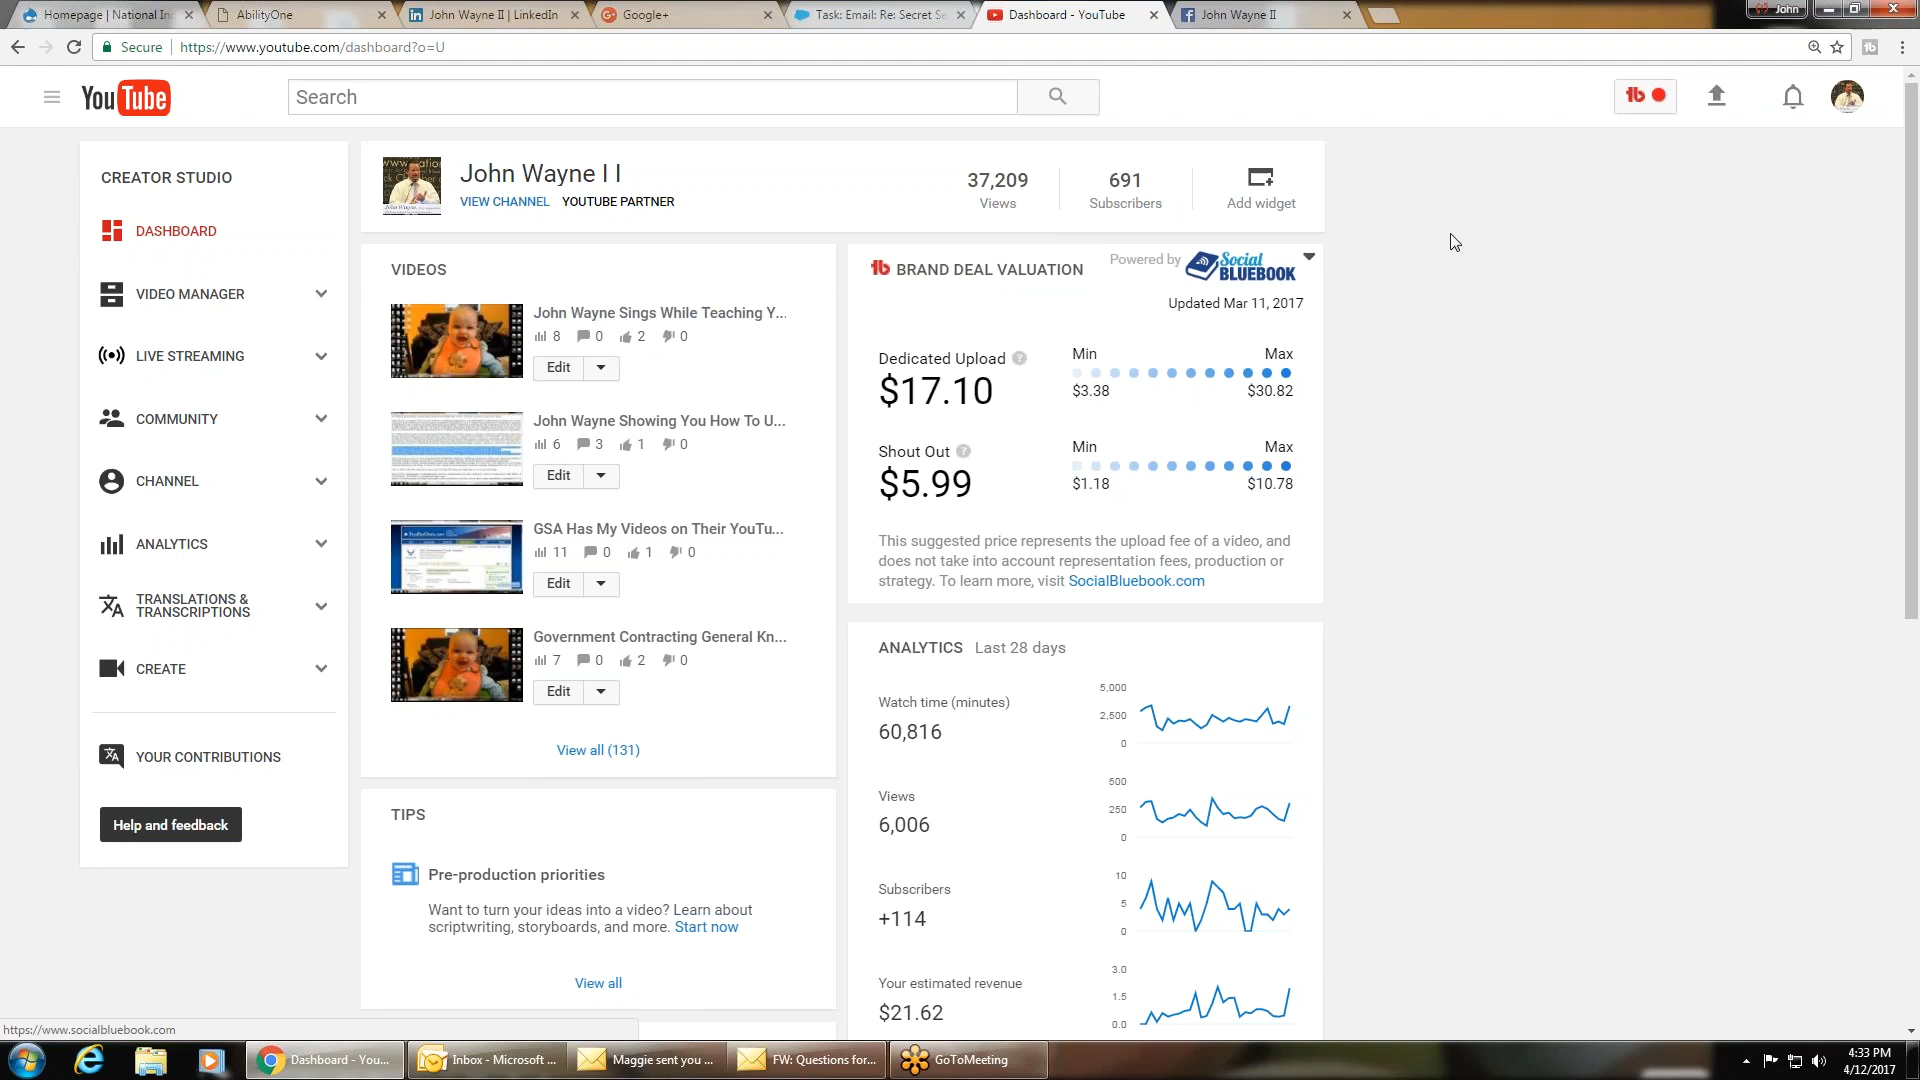 Homepage | National In
AbilityOne
John Wayne II | LinkedIn
Google+
Task: Email: Re: Secret Se
Dashboard - YouTube
John Wayne II
John
Secure
https://www.youtube.com/dashboard?o=U
YouTube
Search
CREATOR STUDIO
DASHBOARD
VIDEO MANAGER
LIVE STREAMING
COMMUNITY
CHANNEL
ANALYTICS
TRANSLATIONS &
TRANSCRIPTIONS
CREATE
YOUR CONTRIBUTIONS
Help and feedback
John Wayne I I
VIEW CHANNEL YOUTUBE PARTNER
37,209
Views
691
Subscribers
Add widget
VIDEOS
John Wayne Sings While Teaching Y...
8 0 2 0
Edit
John Wayne Showing You How To U...
6 3 1 0
Edit
GSA Has My Videos on Their YouTu...
11 0 1 0
Edit
Government Contracting General Kn...
7 0 2 0
Edit
View all (131)
TIPS
Pre-production priorities
Want to turn your ideas into a video? Learn about
scriptwriting, storyboards, and more. Start now
View all
BRAND DEAL VALUATION
Powered by Social BLUEBOOK
Updated Mar 11, 2017
Dedicated Upload
$17.10
Min Max
$3.38 $30.82
Shout Out
$5.99
Min Max
$1.18 $10.78
This suggested price represents the upload fee of a video, and
does not take into account representation fees, production or
strategy. To learn more, visit SocialBluebook.com
ANALYTICS Last 28 days
Watch time (minutes)
60,816
5,000
2,500
0
Views
6,006
500
250
0
Subscribers
+114
10
5
0
Your estimated revenue
$21.62
3.0
1.5
0.0
https://www.socialbluebook.com
Dashboard - You...
Inbox - Microsoft ...
Maggie sent you ...
FW: Questions for...
GoToMeeting
4:33 PM
4/12/2017